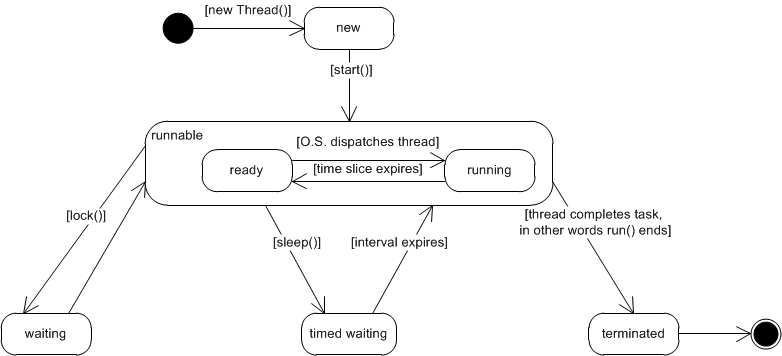 [new Thread()]
new
[start()]
runnable
[O.S. dispatches thread]
ready
[time slice expires]
running
[lock()]
[sleep()]
[interval expires]
[thread completes task,
in other words run() ends]
waiting
timed waiting
terminated